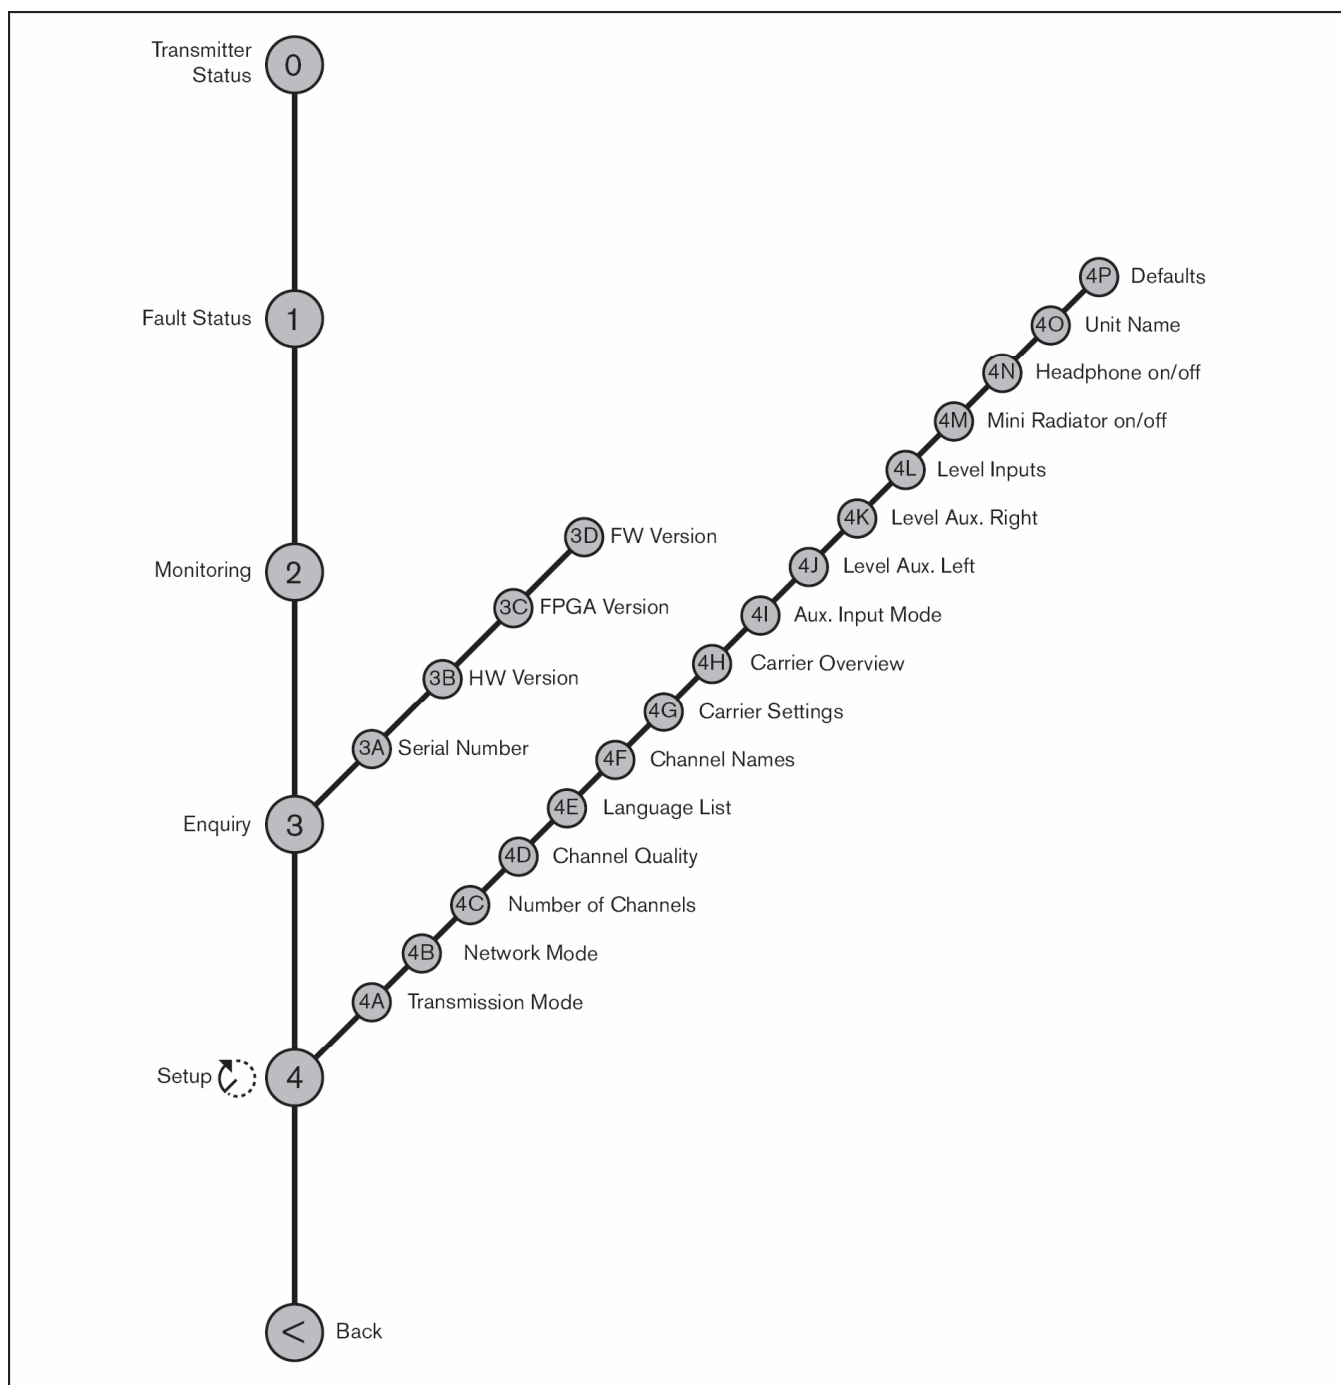 Transmitter
Status
0
4P Defaults
Fault Status 1
4O Unit Name
4N Headphone on/off
4M Mini Radiator on/off
4L Level Inputs
4K Level Aux. Right
3D FW Version
4J Level Aux. Left
Monitoring 2
3C FPGA Version
4I Aux. Input Mode
4H Carrier Overview
3B HW Version
4G Carrier Settings
3A Serial Number
4F Channel Names
4E Language List
Enquiry 3
4D Channel Quality
4C Number of Channels
4B Network Mode
4A Transmission Mode
Setup 4
< Back